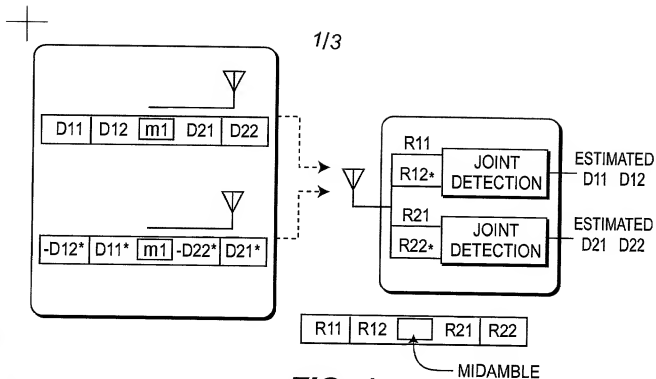 1/3
D11 D12 m1 D21 D22
-D12* D11* m1 -D22* D21*
R11
R12*
JOINT
DETECTION
ESTIMATED
D11 D12
R21
R22*
JOINT
DETECTION
ESTIMATED
D21 D22
R11 R12 R21 R22
MIDAMBLE